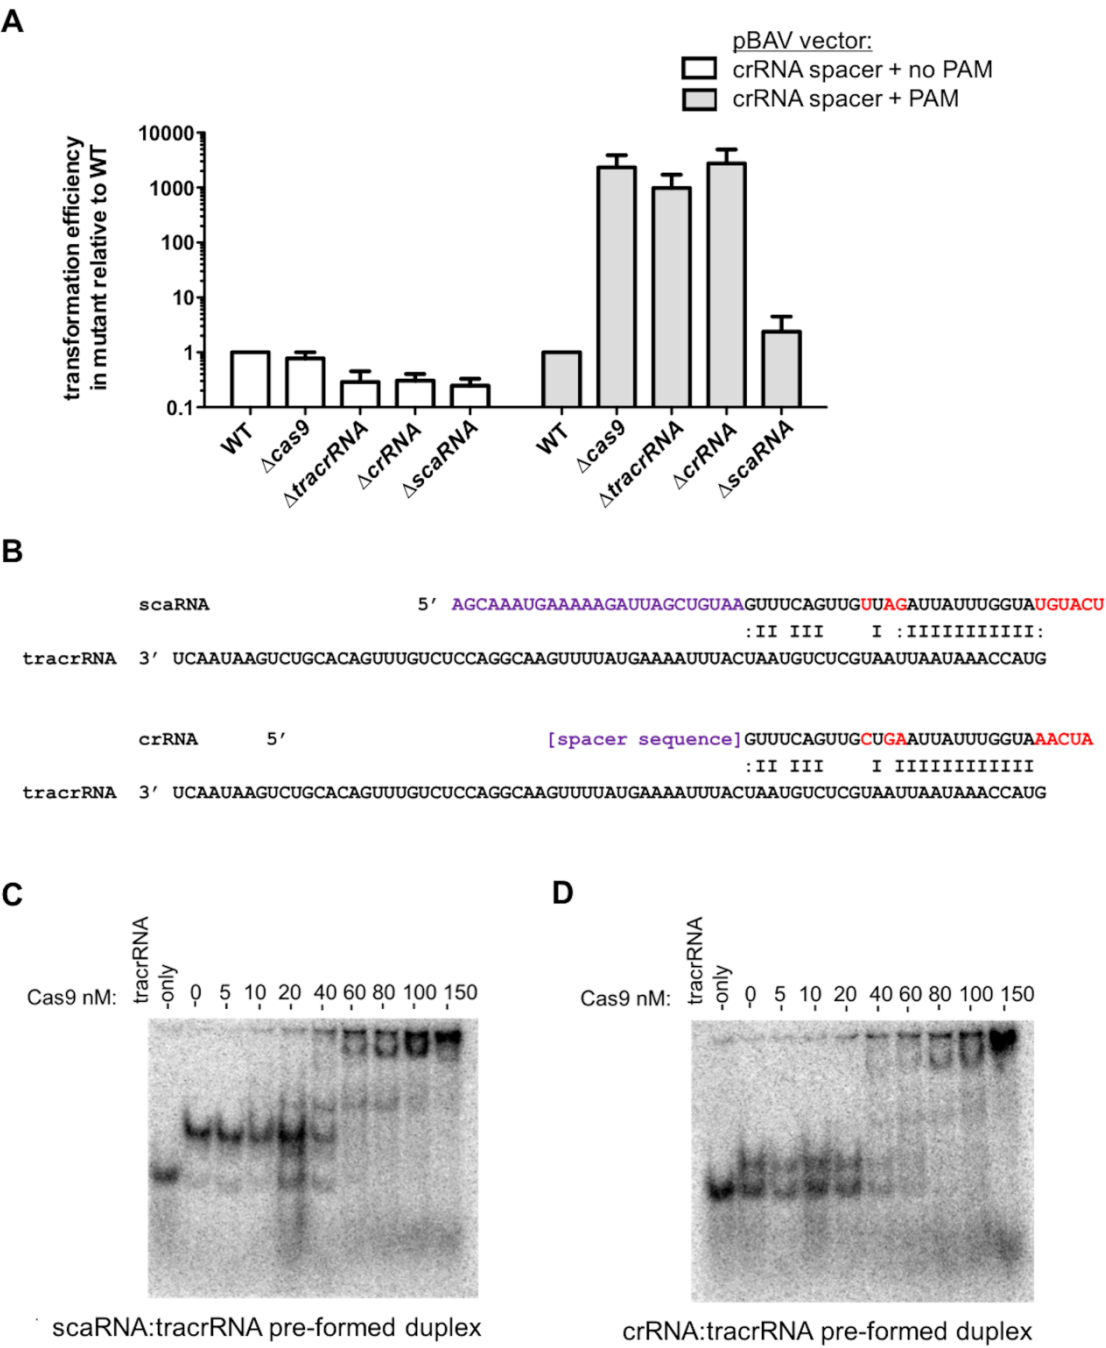 A
pBAV vector:
crRNA spacer + no PAM
crRNA spacer + PAM
transformation efficiency
in mutant relative to WT
10000
1000
100
10
1
0.1
WT
Δcas9
ΔtracrRNA
ΔcrRNA
ΔscaRNA
WT
Δcas9
ΔtracrRNA
ΔcrRNA
ΔscaRNA
B
scaRNA 5′ AGCAAAUGAAAAAGAUUAGCUGUAAGUUUCAGUUGUUAGAUUAUUUGGUAUGUACU
:II III I :IIIIIIIIIII:
tracrRNA 3′ UCAAUAAGUCUGCACAGUUUGUCUCCAGGCAAGUUUUAUGAAAAUUUACUAAUGUCUCGUAAUUAAUAAACCAUG
crRNA 5′ [spacer sequence]GUUUCAGUUGCUGAAUUAUUUGGUAAACUA
:II III I IIIIIIIIIIII
tracrRNA 3′ UCAAUAAGUCUGCACAGUUUGUCUCCAGGCAAGUUUUAUGAAAAUUUACUAAUGUCUCGUAAUUAAUAAACCAUG
C
tracrRNA
-only
Cas9 nM: 0 5 10 20 40 60 80 100 150
scaRNA:tracrRNA pre-formed duplex
D
tracrRNA
-only
Cas9 nM: 0 5 10 20 40 60 80 100 150
crRNA:tracrRNA pre-formed duplex